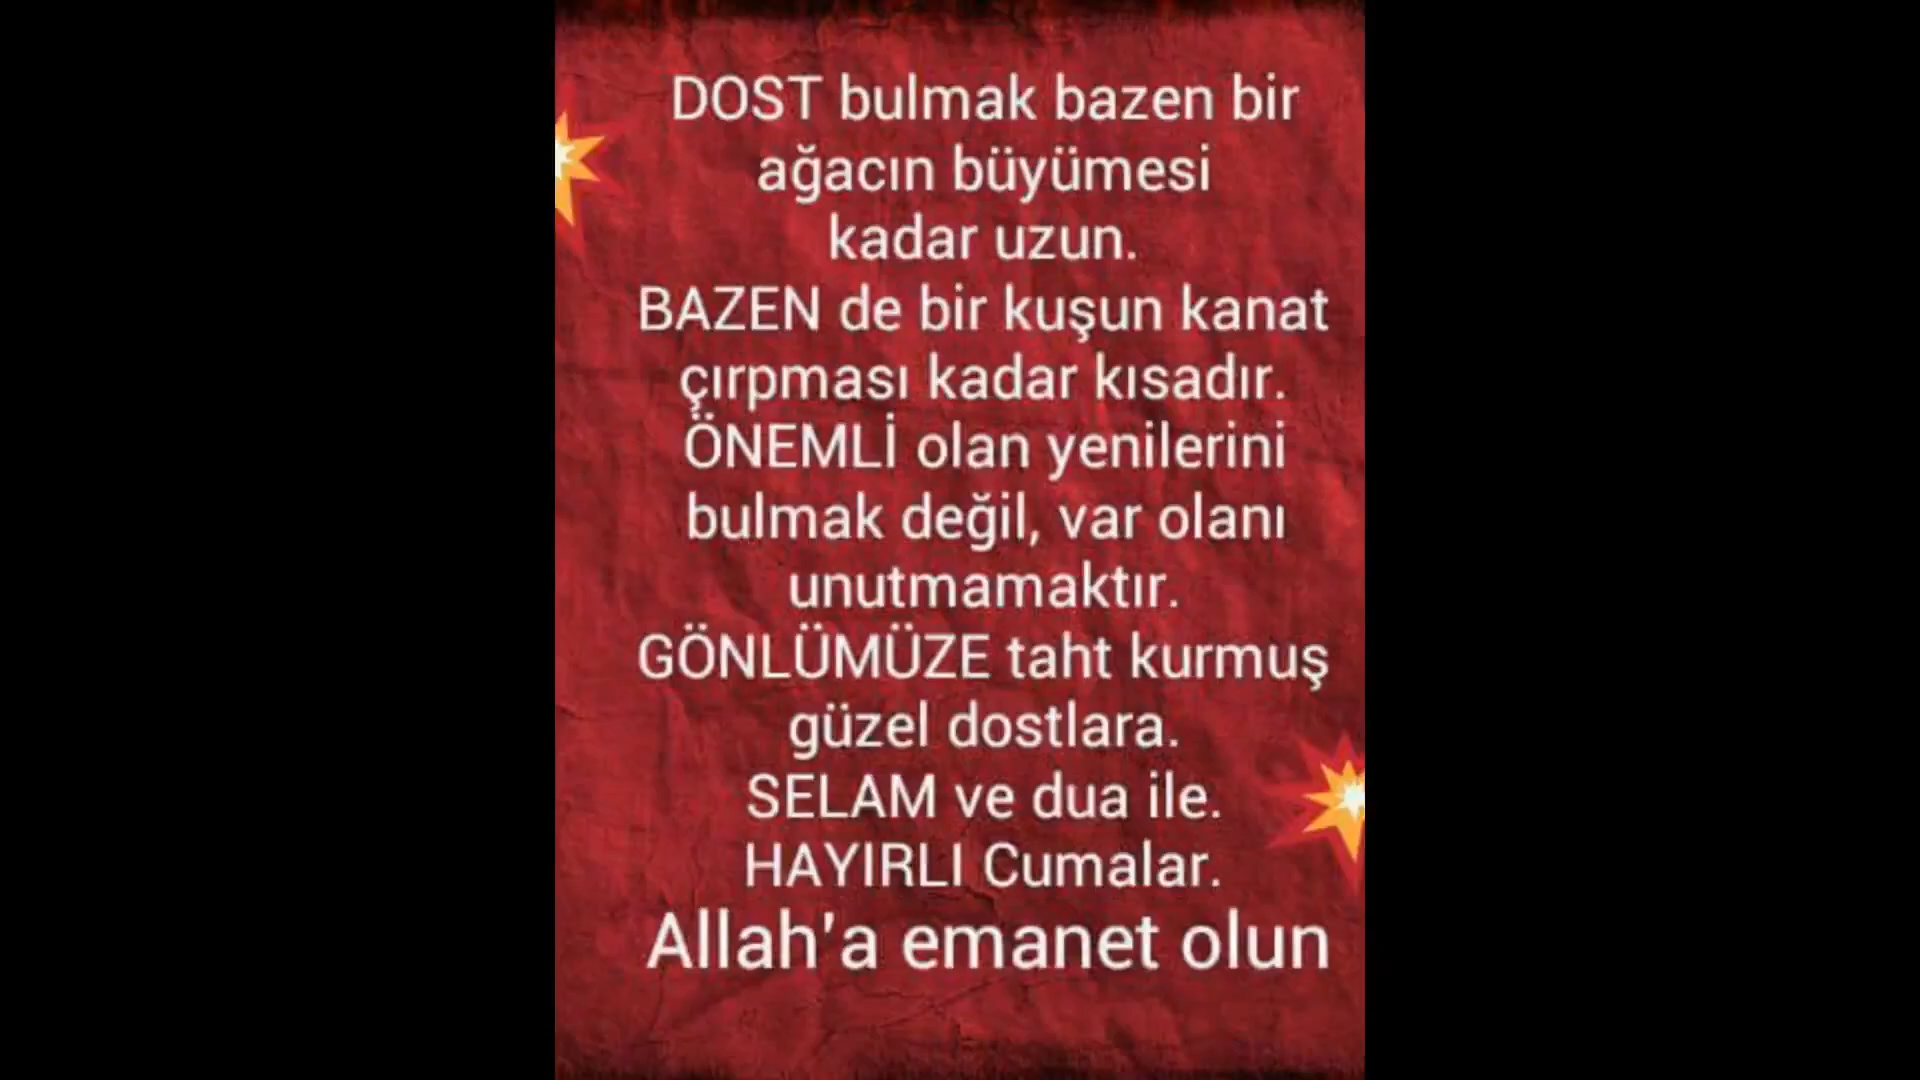 DOST bulmak bazen bir
ağacın büyümesi
kadar uzun.
BAZEN de bir kuşun kanat
çırpması kadar kısadır.
ÖNEMLİ olan yenilerini
bulmak değil, var olanı
unutmamaktır.
GÖNLÜMÜZE taht kurmuş
güzel dostlara.
SELAM ve dua ile.
HAYIRLI Cumalar.
Allah'a emanet olun